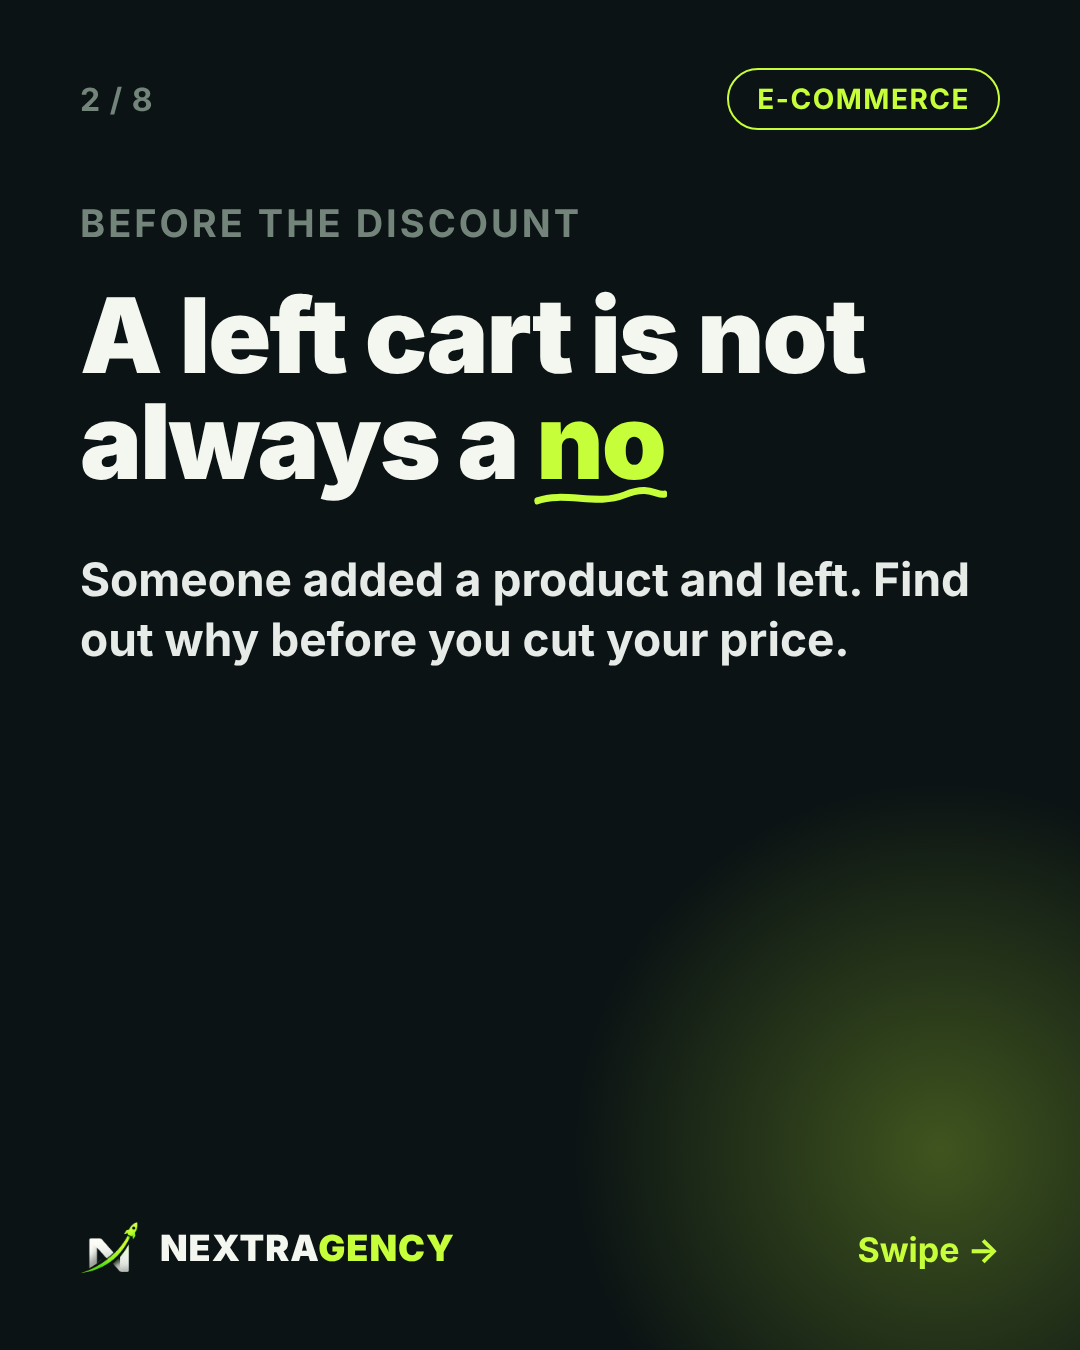 2 / 8
E-COMMERCE
BEFORE THE DISCOUNT
A left cart is not
always a no
Someone added a product and left. Find
out why before you cut your price.
NEXTRAGENCY
Swipe →